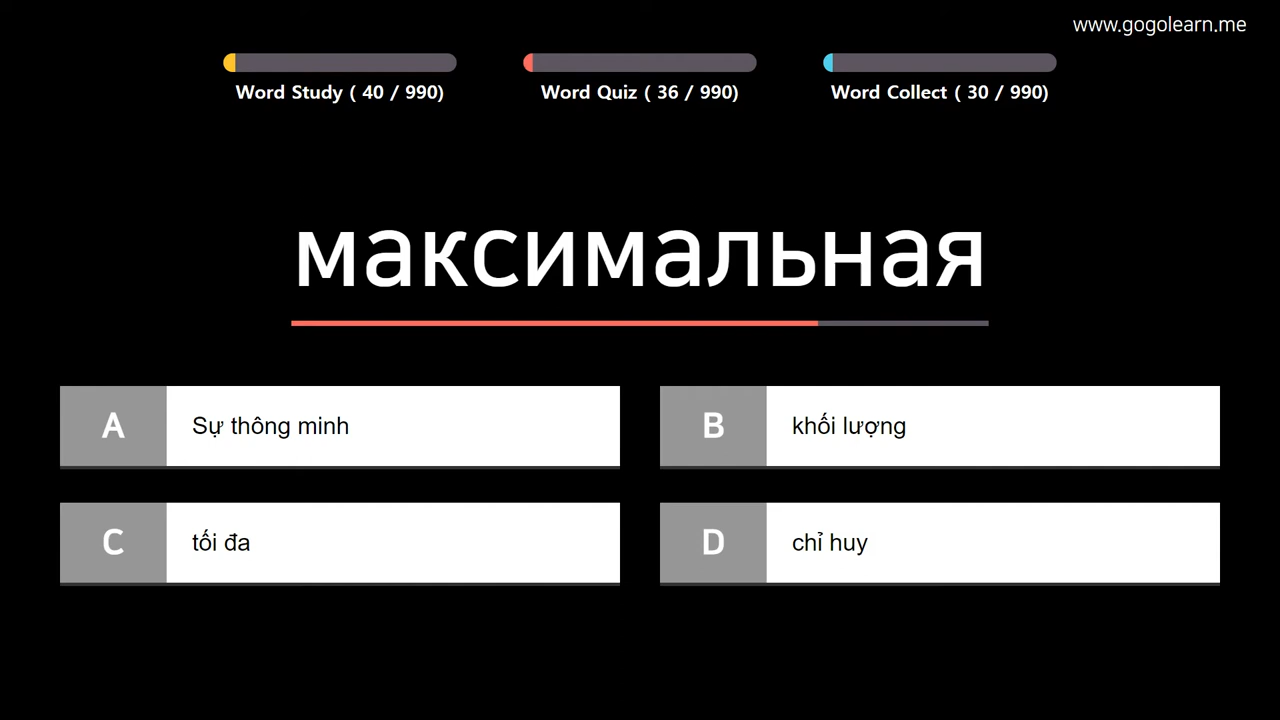 www.gogolearn.me
Word Study ( 40 / 990)
Word Quiz ( 36 / 990)
Word Collect ( 30 / 990)
максимальная
A Sự thông minh
B khối lượng
C tối đa
D chỉ huy